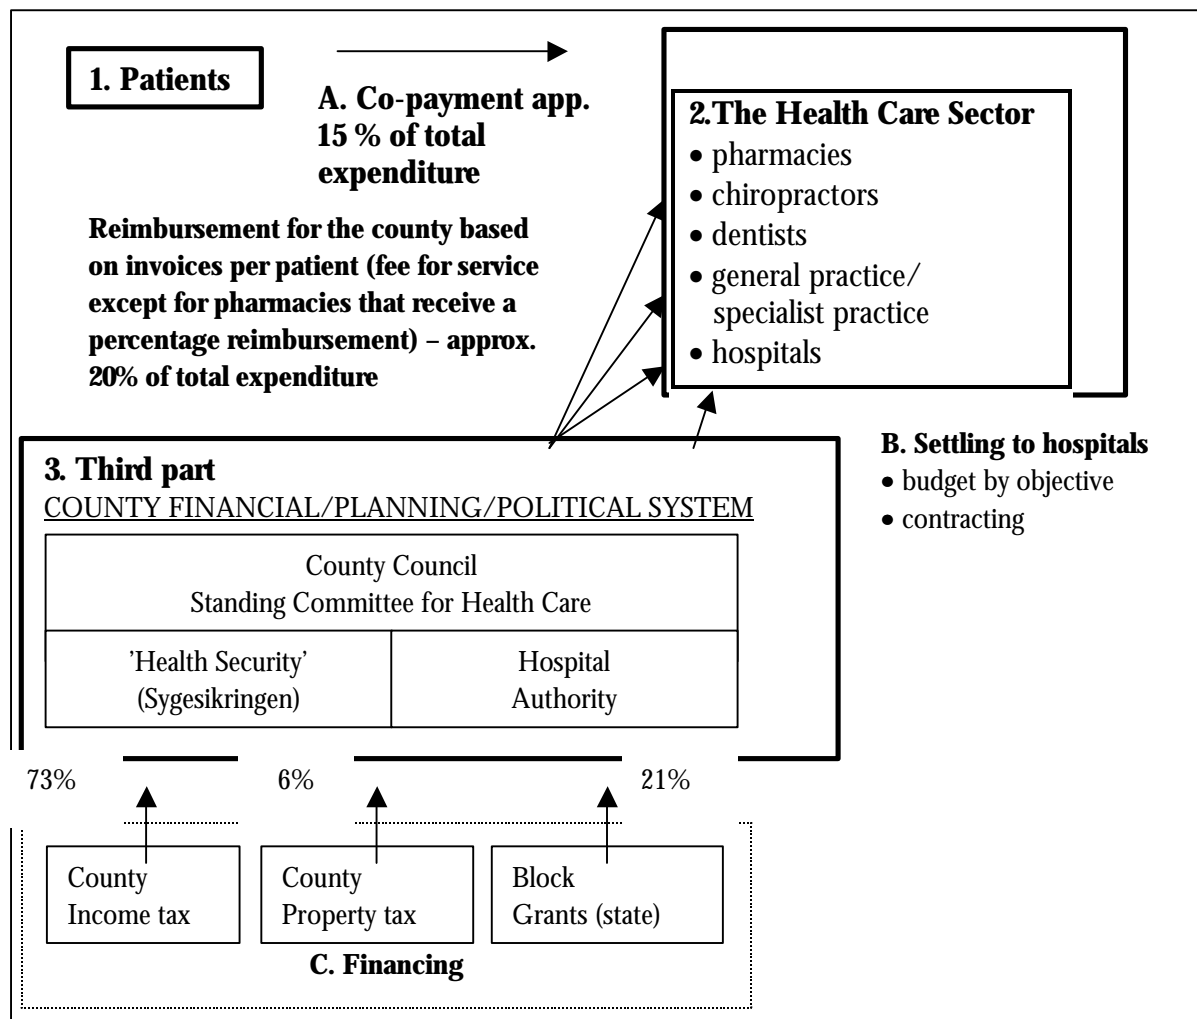 1. Patients
A. Co-payment app.
15 % of total
expenditure
2.The Health Care Sector
• pharmacies
• chiropractors
• dentists
• general practice/
specialist practice
• hospitals
Reimbursement for the county based
on invoices per patient (fee for service
except for pharmacies that receive a
percentage reimbursement) – approx.
20% of total expenditure
B. Settling to hospitals
• budget by objective
• contracting
3. Third part
COUNTY FINANCIAL/PLANNING/POLITICAL SYSTEM
County Council
Standing Committee for Health Care
'Health Security'
(Sygesikringen)
Hospital
Authority
73%
6%
21%
County
Income tax
County
Property tax
Block
Grants (state)
C. Financing